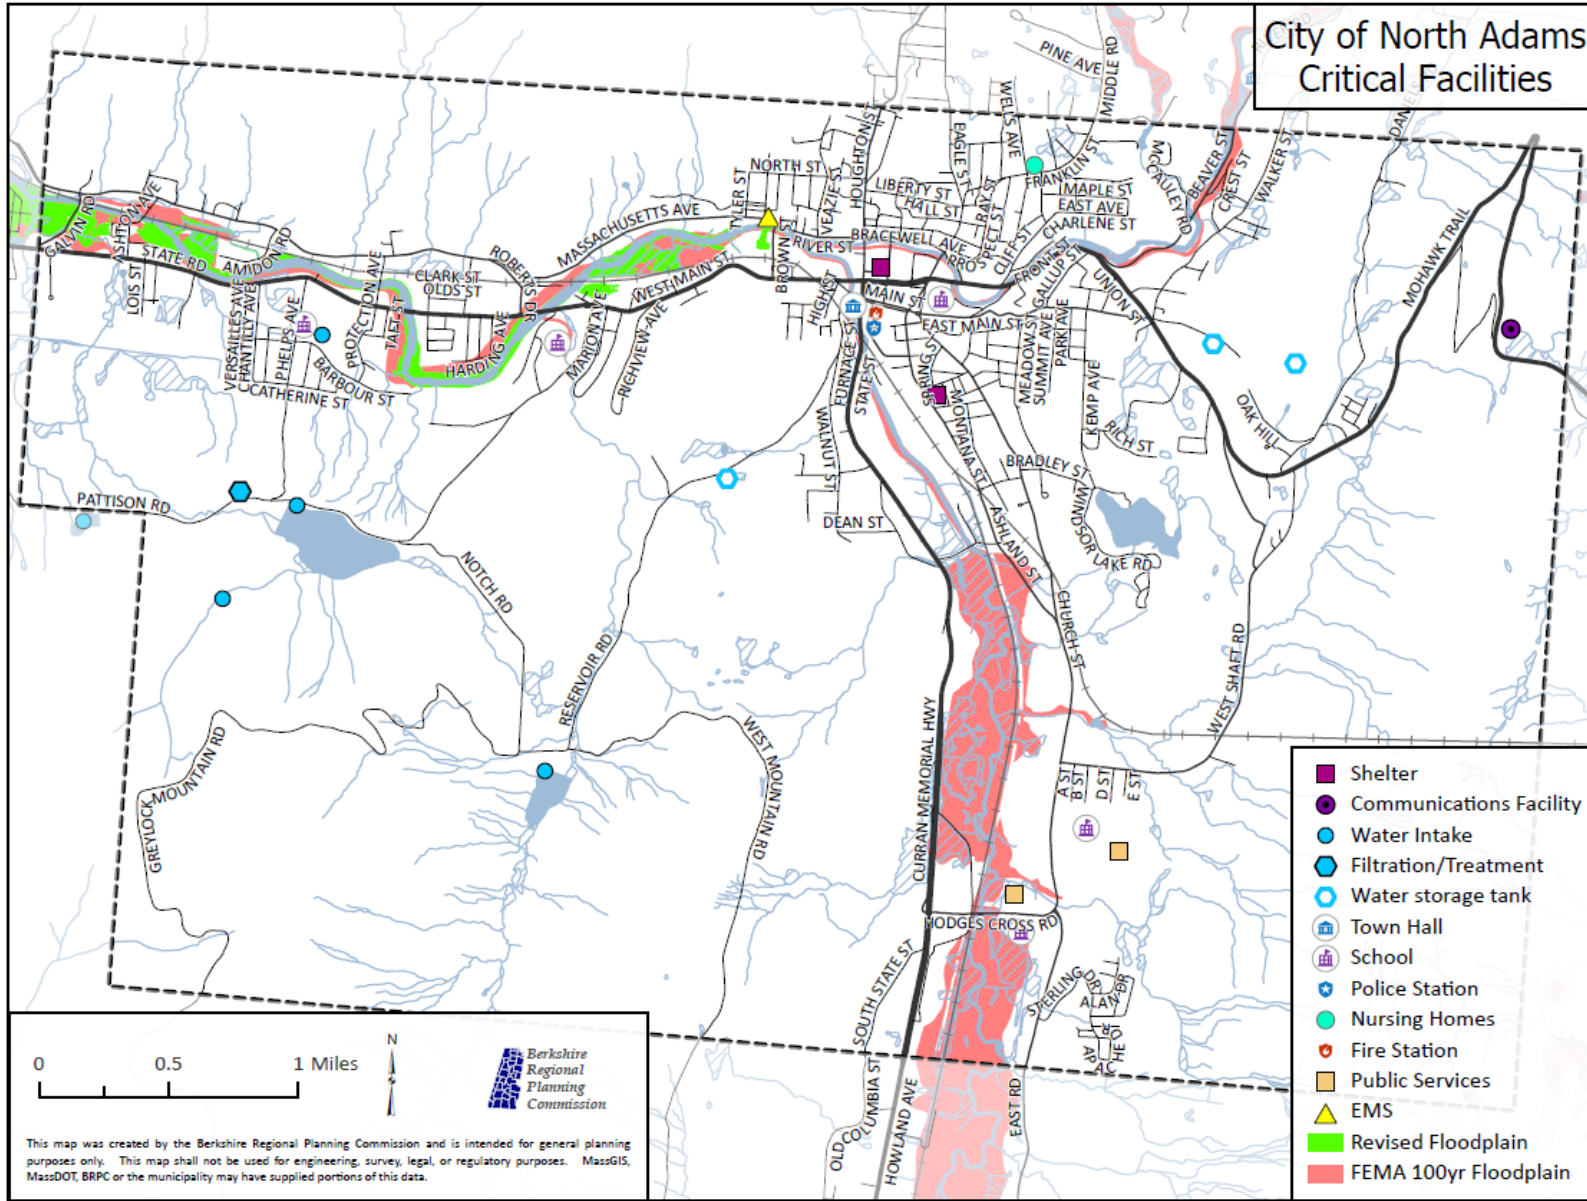 City of North Adams
Critical Facilities
PINE AVE
MIDDLE RD
WELLS AVE
EAGLE ST
HOUGHTON ST
NORTH ST
VEAZIE ST
TYLER ST
LIBERTY ST
HALL ST
FRANKLIN ST
MAPLE ST
EAST AVE
CHARLENE ST
MCCAULEY RD
BEAVER ST
CREST ST
WALKER ST
MOHAWK TRAIL
GALVIN RD
ASHTON AVE
STATE RD
AMIDON RD
LOIS ST
MASSACHUSETTS AVE
CLARK ST
OLDS ST
ROBERTS DR
WEST MAIN ST
BROWN ST
RIVER ST
BRACEWELL AVE
CLIFF ST
FRONT ST
GALLUP ST
UNION ST
HIGH ST
MAIN ST
EAST MAIN ST
VERSAILLES AVE
CHANTILLY AVE
PHELPS AVE
PROTECTION AVE
TAFT ST
BARBOUR ST
CATHERINE ST
HARDING AVE
MARION AVE
RICHVIEW AVE
FURNACE ST
STATE ST
SPRING ST
MEADOW ST
SUMMIT AVE
PARK AVE
KEMP AVE
RICH ST
OAK HILL
WALNUT ST
MONTANA ST
BRADLEY ST
WINDSOR LAKE RD
DEAN ST
ASHLAND ST
CHURCH ST
WEST SHAFT RD
PATTISON RD
NOTCH RD
RESERVOIR RD
GREYLOCK MOUNTAIN RD
WEST MOUNTAIN RD
CURRAN MEMORIAL HWY
A ST
B ST
D ST
E ST
HODGES CROSS RD
SOUTH STATE ST
STERLING DR
ALAN DR
OLD COLUMBIA ST
HOWLAND AVE
EAST RD
Shelter
Communications Facility
Water Intake
Filtration/Treatment
Water storage tank
Town Hall
School
Police Station
Nursing Homes
Fire Station
Public Services
EMS
Revised Floodplain
FEMA 100yr Floodplain
0 0.5 1 Miles
N
Berkshire
Regional
Planning
Commission
This map was created by the Berkshire Regional Planning Commission and is intended for general planning
purposes only. This map shall not be used for engineering, survey, legal, or regulatory purposes. MassGIS,
MassDOT, BRPC or the municipality may have supplied portions of this data.